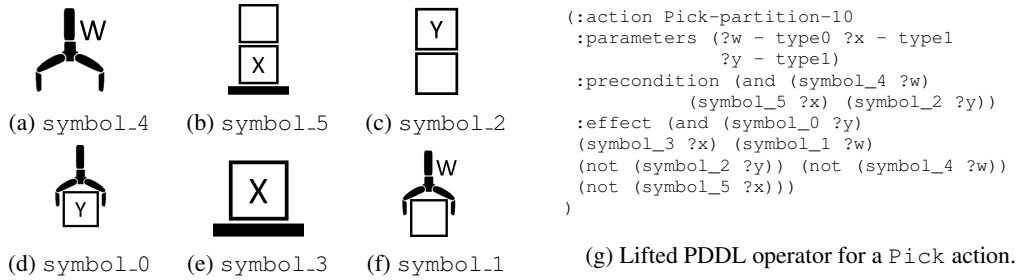 W
X
Y
(a) symbol_4 (b) symbol_5 (c) symbol_2
Y
X
W
(d) symbol_0 (e) symbol_3 (f) symbol_1
(:action Pick-partition-10
:parameters (?w - type0 ?x - type1
?y - type1)
:precondition (and (symbol_4 ?w)
(symbol_5 ?x) (symbol_2 ?y))
:effect (and (symbol_0 ?y)
(symbol_3 ?x) (symbol_1 ?w)
(not (symbol_2 ?y)) (not (symbol_4 ?w))
(not (symbol_5 ?x)))
)
(g) Lifted PDDL operator for a Pick action.